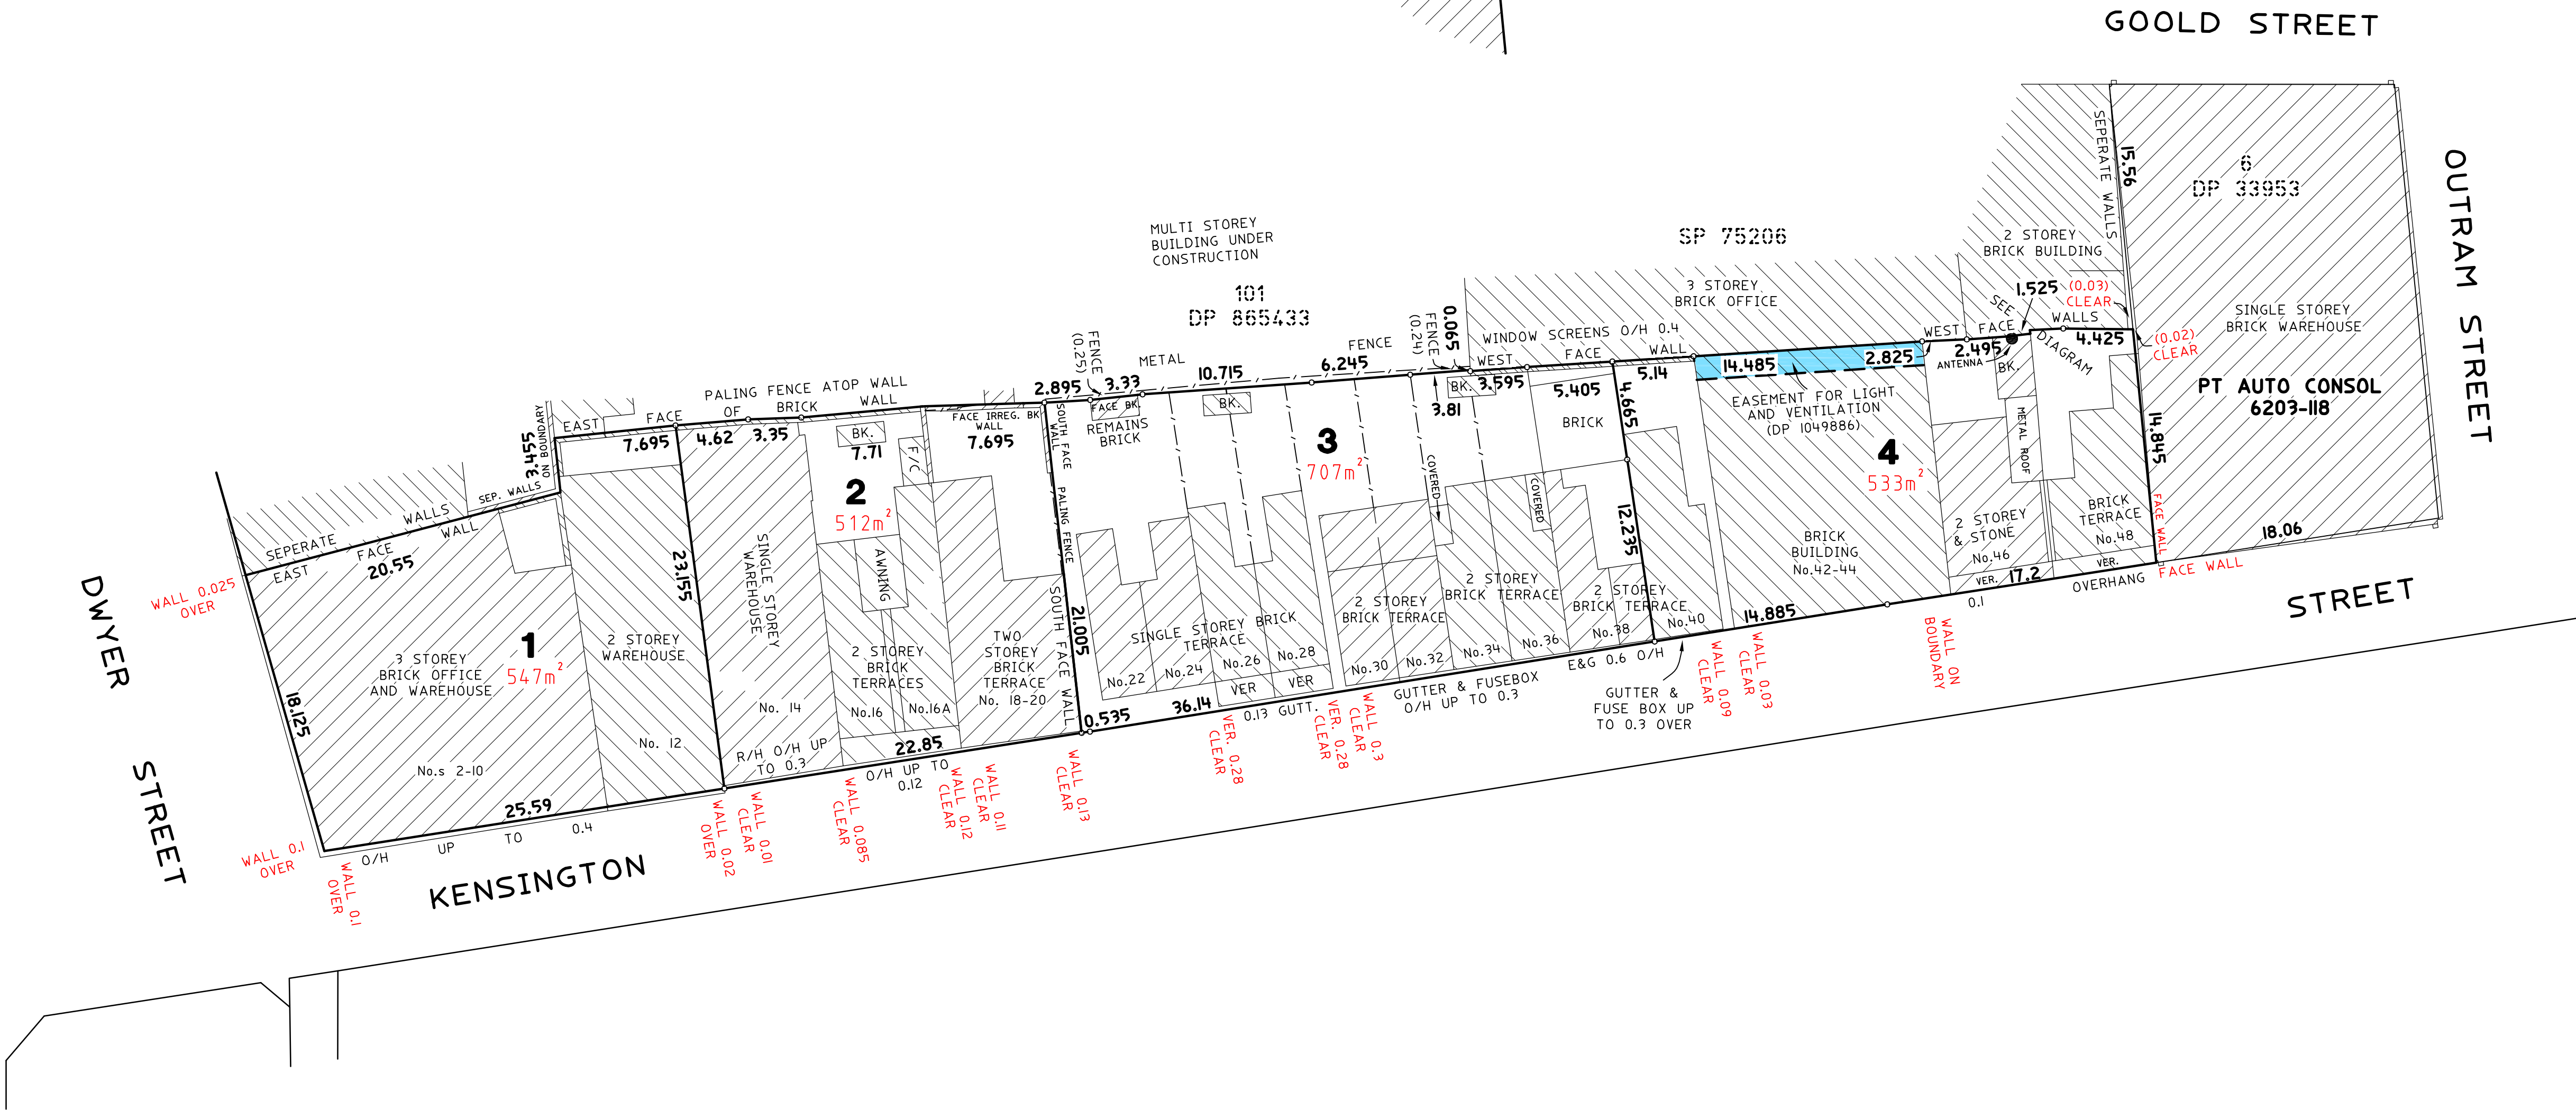 GOOLD STREET
OUTRAM STREET
DWYER STREET
KENSINGTON STREET
6
DP 33953
SINGLE STOREY
BRICK WAREHOUSE
PT AUTO CONSOL
6203-118
18.06
SEPERATE WALLS
15.56
2 STOREY
BRICK BUILDING
1.525
(0.03)
CLEAR
SEE DIAGRAM
WALLS
4.425
(0.02)
CLEAR
14.845
FACE WALL
FACE WALL
SP 75206
3 STOREY
BRICK OFFICE
WINDOW SCREENS O/H 0.4
WEST FACE WALL
WEST FACE
2.495
ANTENNA
BK.
MULTI STOREY
BUILDING UNDER
CONSTRUCTION
101
DP 865433
FENCE
(0.25)
METAL FENCE
FENCE
(0.24)
0.065
2.895
3.33
10.715
6.245
3.81
3.595
5.405
5.14
14.485
2.825
EASEMENT FOR LIGHT
AND VENTILATION
(DP 1049886)
4
533m²
BRICK
BUILDING
No.42-44
2 STOREY
& STONE
No.46
METAL ROOF
BRICK
TERRACE
No.48
VER.
VER.
17.2
OVERHANG
0.1
14.885
WALL ON
BOUNDARY
WALL 0.03
CLEAR
WALL 0.09
CLEAR
GUTTER &
FUSE BOX UP
TO 0.3 OVER
4.665
12.235
BRICK
COVERED
COVERED
BK.
BK.
3
707m²
FACE BK.
REMAINS
BRICK
SINGLE STOREY BRICK
TERRACE
No.22
No.24
No.26
No.28
VER
VER
2 STOREY
BRICK TERRACE
No.30
No.32
2 STOREY
BRICK TERRACE
No.34
No.36
2 STOREY
BRICK TERRACE
No.38
No.40
E&G 0.6 O/H
GUTTER & FUSEBOX
O/H UP TO 0.3
0.13 GUTT.
36.14
0.535
WALL 0.3
CLEAR
VER. 0.28
CLEAR
VER. 0.28
CLEAR
WALL 0.13
CLEAR
SOUTH FACE
WALL
PALING FENCE
SOUTH FACE WALL
21.005
PALING FENCE ATOP WALL
EAST FACE OF BRICK WALL
FACE IRREG. BK
WALL
7.695
7.695
4.62
3.35
BK.
7.71
F/C
2
512m²
AWNING
SINGLE STOREY
WAREHOUSE
No. 14
2 STOREY
BRICK
TERRACES
No.16
No.16A
TWO
STOREY
BRICK
TERRACE
No. 18-20
22.85
R/H O/H UP
TO 0.3
O/H UP TO
0.12
WALL 0.11
CLEAR
WALL 0.12
CLEAR
WALL 0.085
CLEAR
WALL 0.01
CLEAR
WALL 0.02
OVER
23.155
3.455
ON BOUNDARY
SEP. WALLS
SEPERATE WALLS
EAST FACE WALL
20.55
1
547m²
3 STOREY
BRICK OFFICE
AND WAREHOUSE
No.s 2-10
2 STOREY
WAREHOUSE
No. 12
25.59
O/H UP TO 0.4
18.125
WALL 0.025
OVER
WALL 0.1
OVER
WALL 0.1
OVER